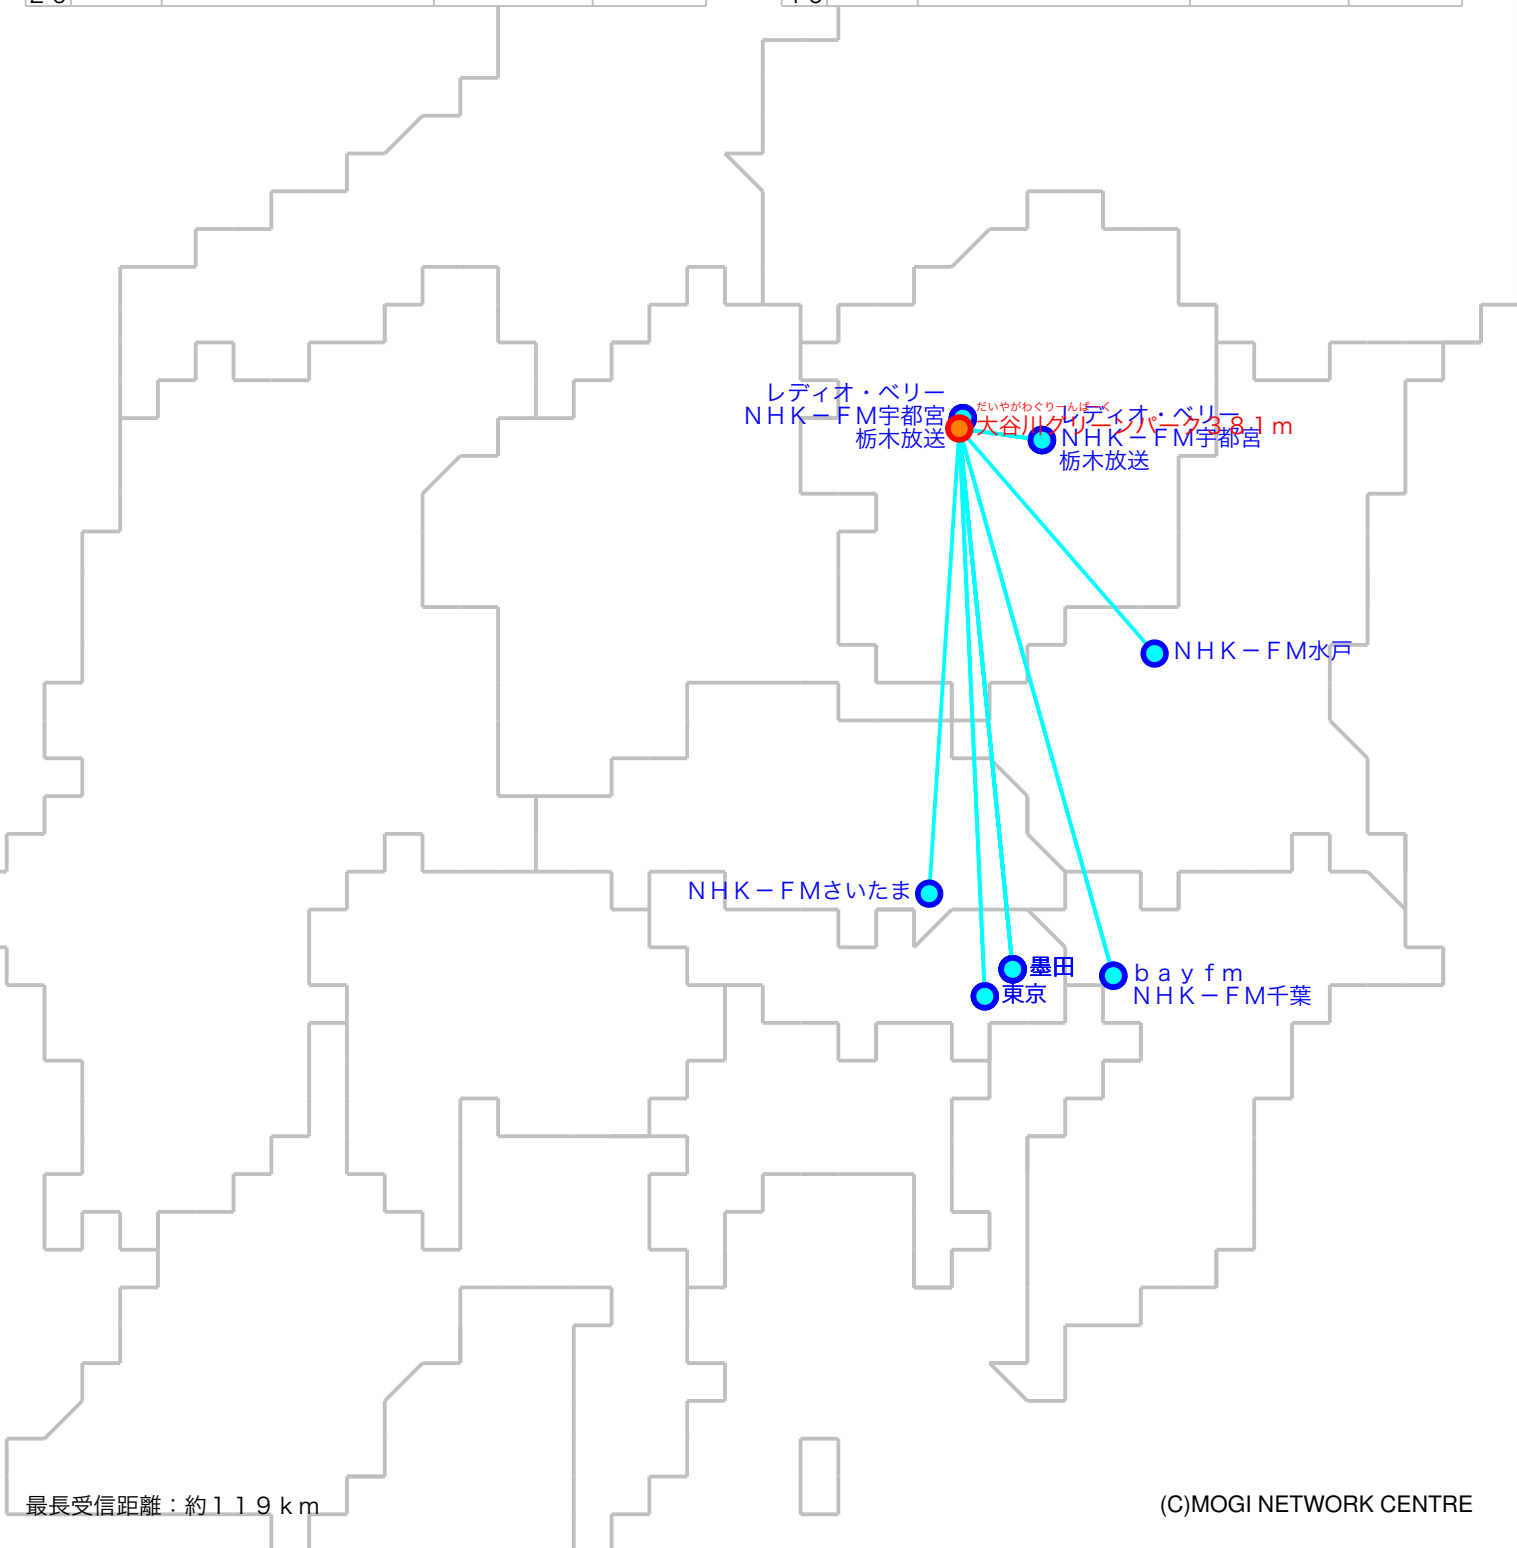 レディオ・ベリー
ＮＨＫ－ＦＭ宇都宮
栃木放送
だいやがわぐりーんぱーく
大谷川グリーンパーク３８１ｍ
レディオ・ベリー
ＮＨＫ－ＦＭ宇都宮
栃木放送
ＮＨＫ－ＦＭ水戸
ＮＨＫ－ＦＭさいたま
墨田
東京
ｂａｙｆｍ
ＮＨＫ－ＦＭ千葉
最長受信距離：約１１９ｋｍ
(C)MOGI NETWORK CENTRE